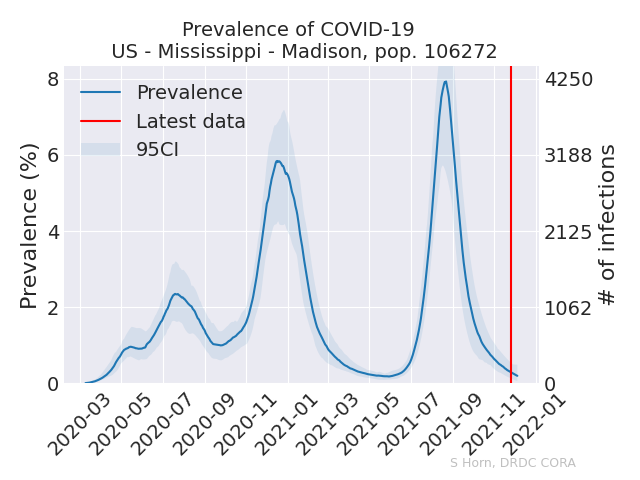 Prevalence of COVID-19
US - Mississippi - Madison, pop. 106272
Prevalence
Latest data
95CI
Prevalence (%)
8
6
4
2
0
4250
3188
2125
1062
0
# of infections
2020-03
2020-05
2020-07
2020-09
2020-11
2021-01
2021-03
2021-05
2021-07
2021-09
2021-11
2022-01
S Horn, DRDC CORA